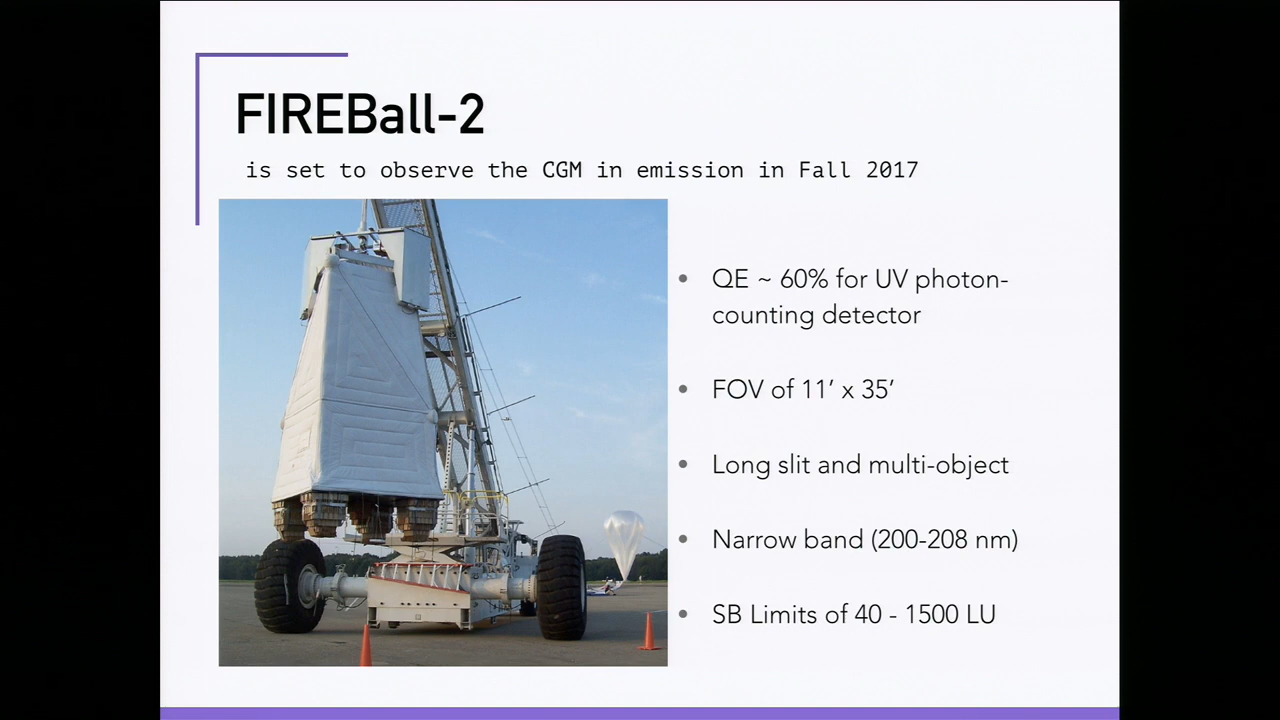 FIREBall-2
is set to observe the CGM in emission in Fall 2017
• QE ~ 60% for UV photon-
counting detector
• FOV of 11’ x 35’
• Long slit and multi-object
• Narrow band (200-208 nm)
• SB Limits of 40 - 1500 LU